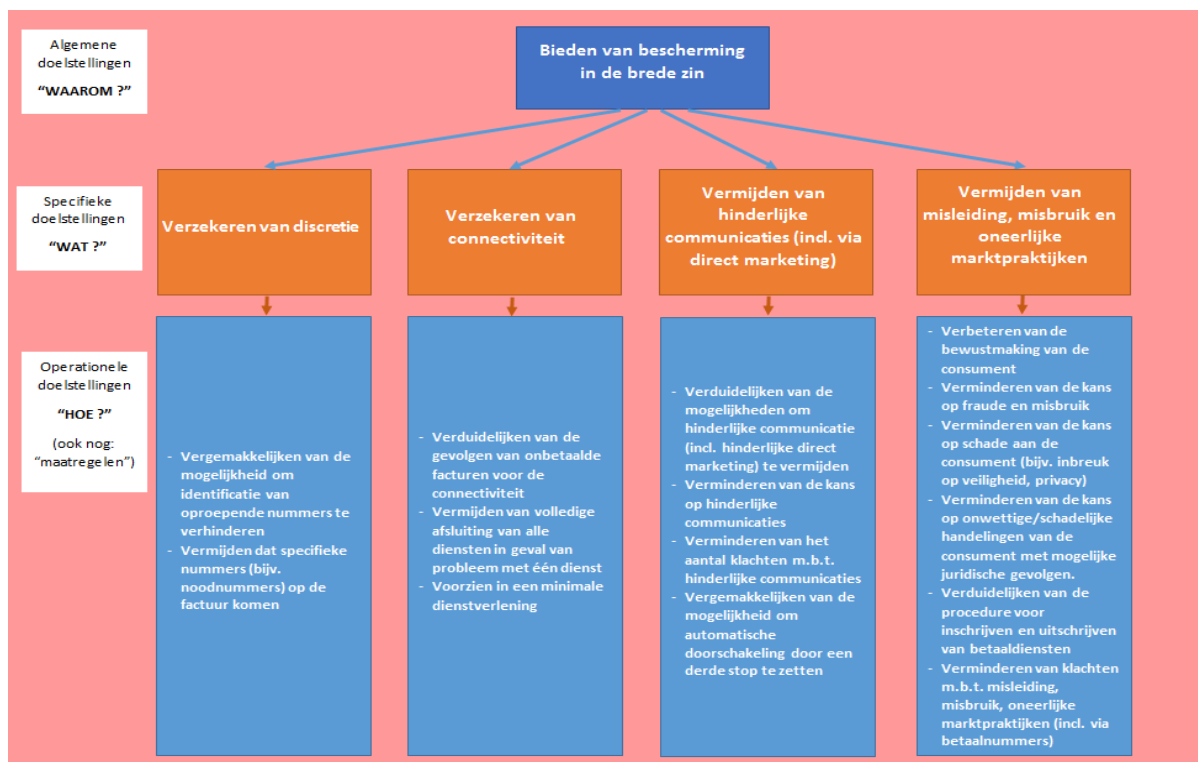 Algemene
doelstellingen
“WAAROM ?”
Bieden van bescherming
in de brede zin
Specifieke
doelstellingen
“WAT ?”
Verzekeren van discretie
Verzekeren van
connectiviteit
Vermijden van
hinderlijke
communicaties (incl. via
direct marketing)
Vermijden van
misleiding, misbruik en
oneerlijke
marktpraktijken
Operationele
doelstellingen
“HOE ?”
(ook nog:
“maatregelen”)
- Vergemakkelijken van de
mogelijkheid om
identificatie van
oproepende nummers te
verhinderen
- Vermijden dat specifieke
nummers (bijv.
noodnummers) op de
factuur komen
- Verduidelijken van de
gevolgen van onbetaalde
facturen voor de
connectiviteit
- Vermijden van volledige
afsluiting van alle
diensten in geval van
probleem met één dienst
- Voorzien in een minimale
dienstverlening
- Verduidelijken van de
mogelijkheden om
hinderlijke communicatie
(incl. hinderlijke direct
marketing) te vermijden
- Verminderen van de kans
op hinderlijke
communicaties
- Verminderen van het
aantal klachten m.b.t.
hinderlijke communicaties
- Vergemakkelijken van de
mogelijkheid om
automatische
doorschakeling door een
derde stop te zetten
- Verbeteren van de
bewustmaking van de
consument
- Verminderen van de kans
op fraude en misbruik
- Verminderen van de kans
op schade aan de
consument (bijv. inbreuk
op veiligheid, privacy)
- Verminderen van de kans
op onwettige/schadelijke
handelingen van de
consument met mogelijke
juridische gevolgen.
- Verduidelijken van de
procedure voor
inschrijven en uitschrijven
van betaaldiensten
- Verminderen van klachten
m.b.t. misleiding,
misbruik, oneerlijke
marktpraktijken (incl. via
betaalnummers)